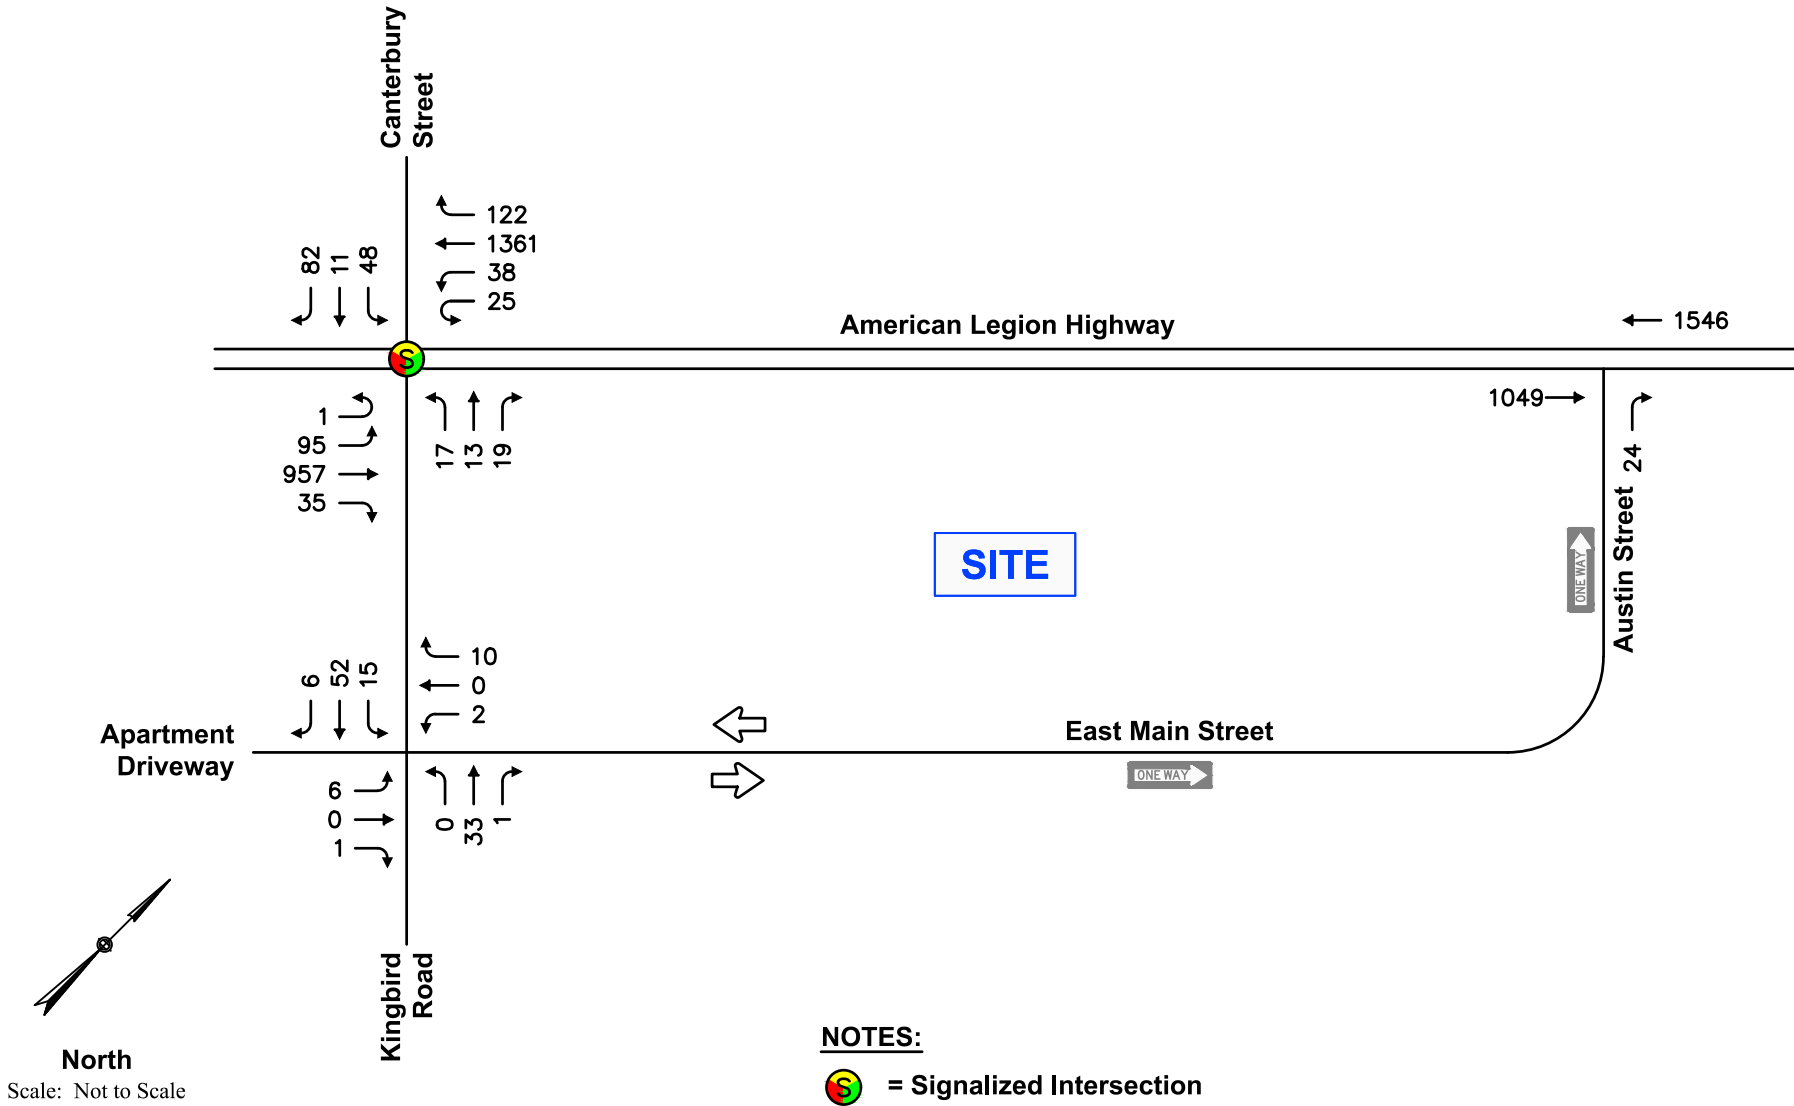 Canterbury
Street
122
1361
38
25
82
11
48
American Legion Highway
1546
S
1
95
957
35
17
13
19
1049
24
Austin Street
ONE WAY
SITE
6
52
15
10
0
2
Apartment
Driveway
East Main Street
ONE WAY
6
0
1
0
33
1
Kingbird
Road
North
Scale: Not to Scale
NOTES:
S = Signalized Intersection